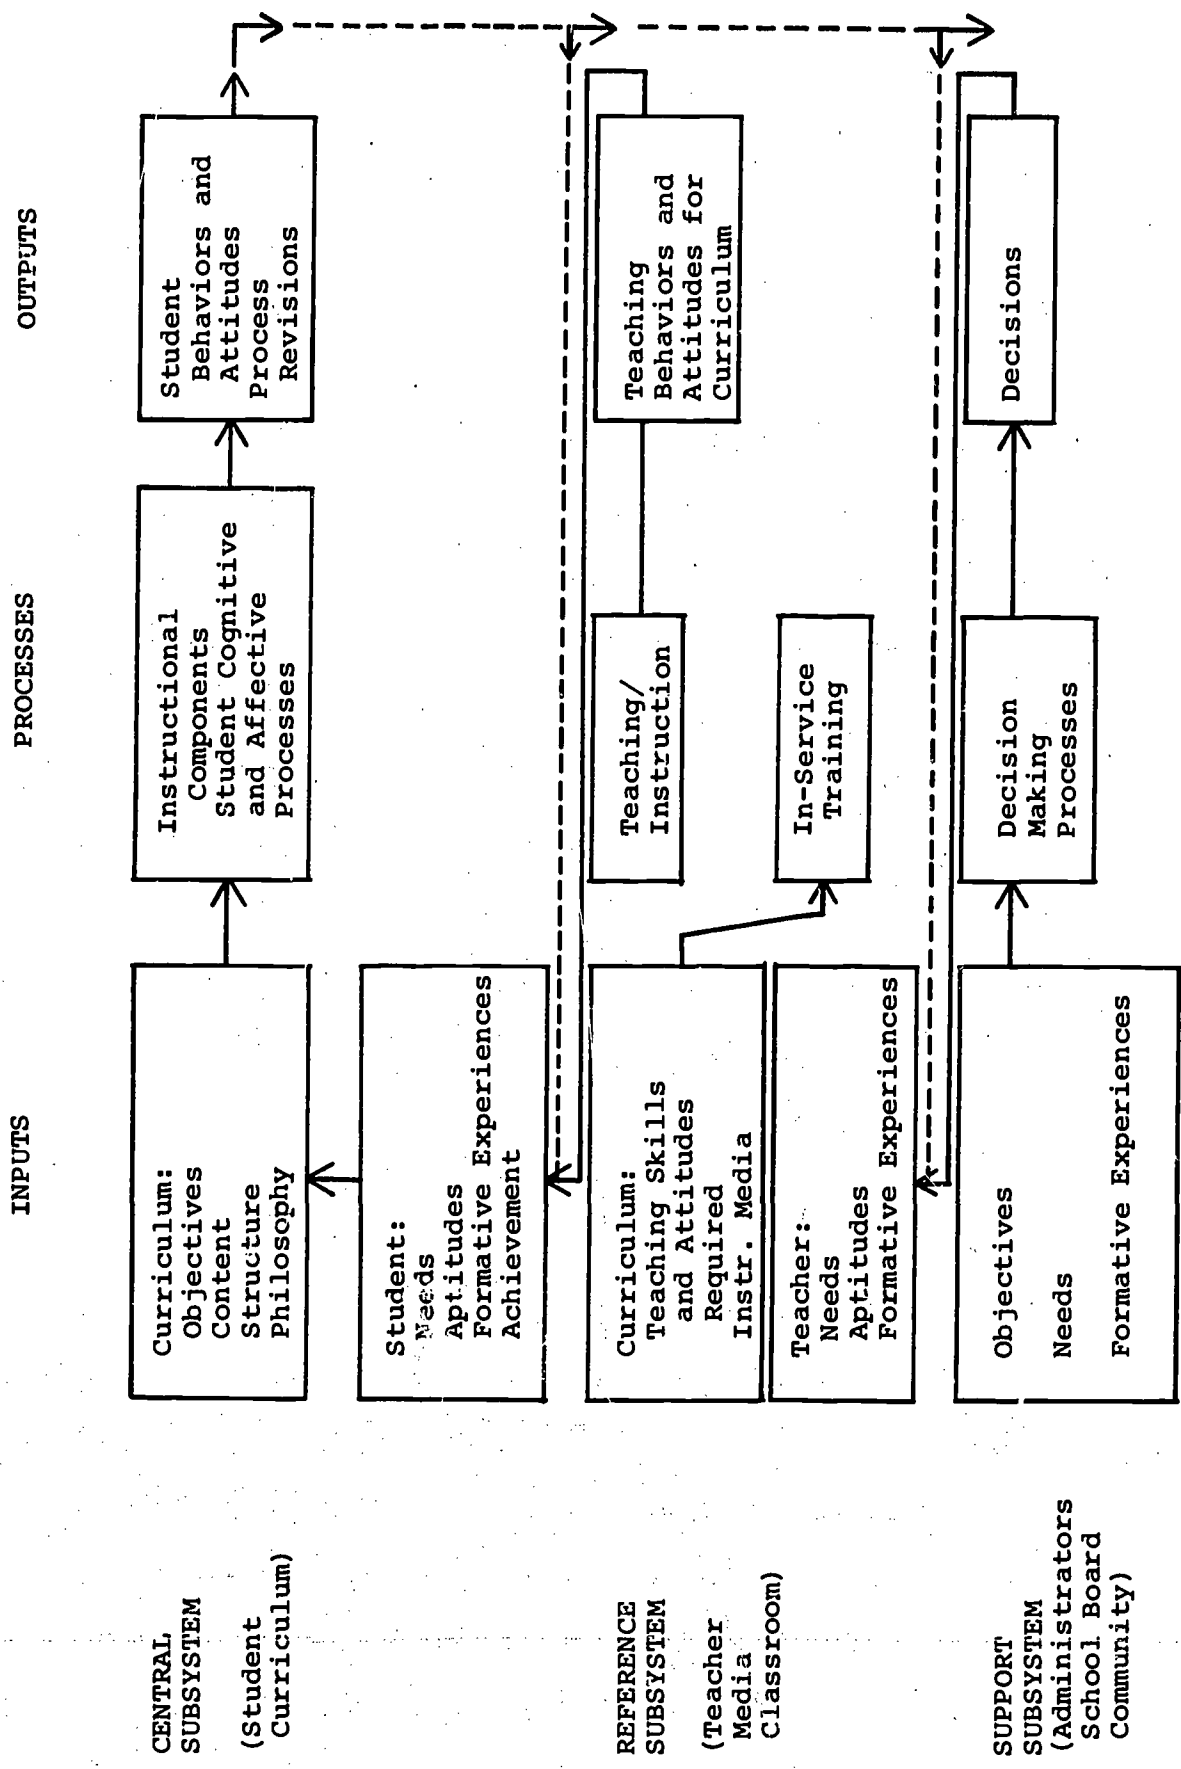 INPUTS
PROCESSES
OUTPUTS
CENTRAL
SUBSYSTEM
(Student
Curriculum)
Curriculum:
Objectives
Content
Structure
Philosophy
Instructional
Components
Student Cognitive
and Affective
Processes
Student
Behaviors and
Attitudes
Process
Revisions
Student:
Needs
Aptitudes
Formative Experiences
Achievement
REFERENCE
SUBSYSTEM
(Teacher
Media
Classroom)
Curriculum:
Teaching Skills
and Attitudes
Required
Instr. Media
Teaching/
Instruction
Teaching
Behaviors and
Attitudes for
Curriculum
Teacher:
Needs
Aptitudes
Formative Experiences
In-Service
Training
SUPPORT
SUBSYSTEM
(Administrators
School Board
Community)
Objectives
Needs
Formative Experiences
Decision
Making
Processes
Decisions